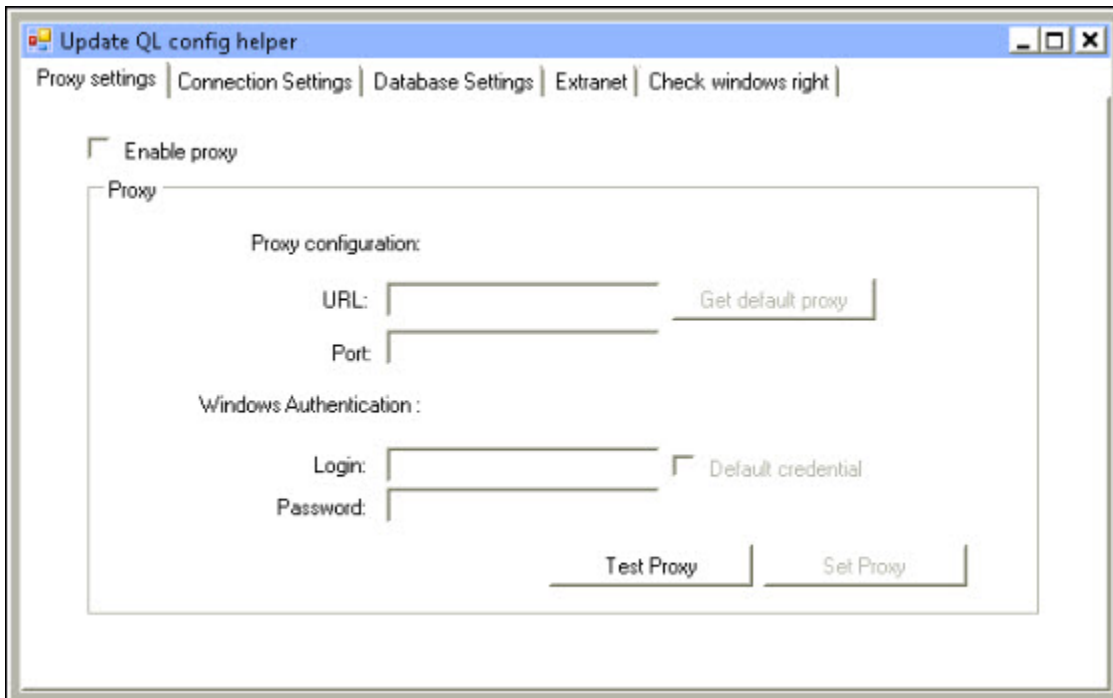 Update QL config helper
Proxy settings Connection Settings Database Settings Extranet Check windows right
Enable proxy
Proxy
Proxy configuration:
URL: Get default proxy
Port:
Windows Authentication :
Login: Default credential
Password:
Test Proxy Set Proxy